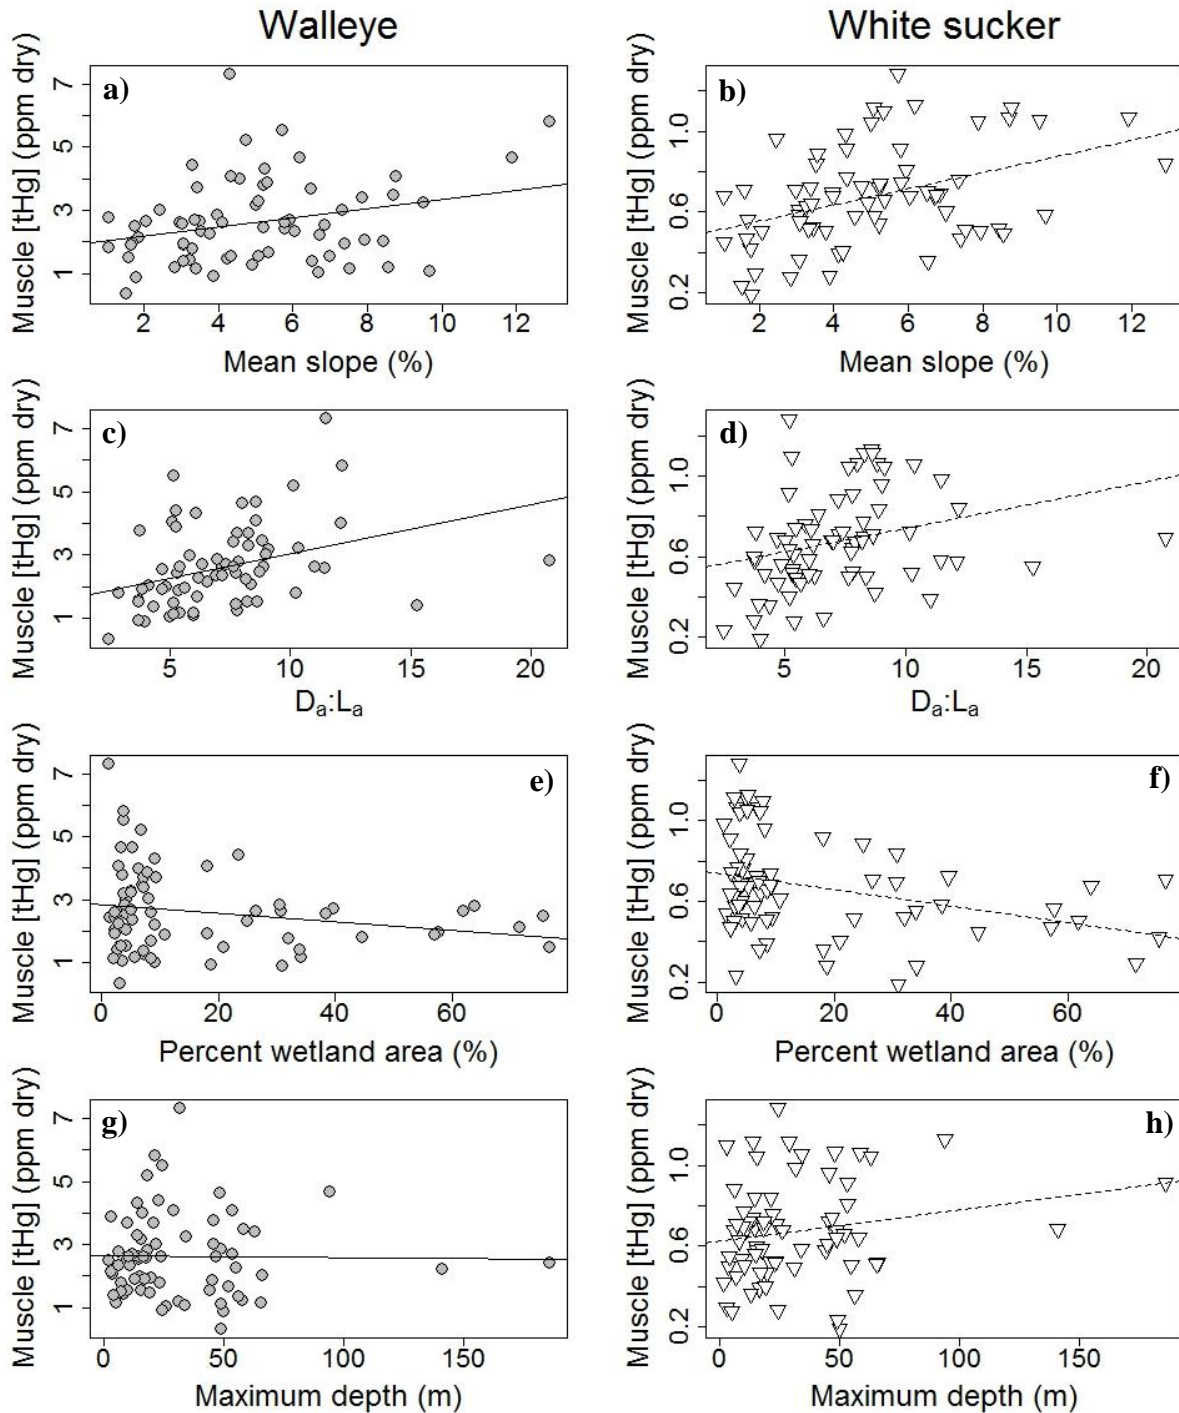 Walleye White sucker
a) b)
Muscle [tHg] (ppm dry) 1 3 5 7
Muscle [tHg] (ppm dry) 0.2 0.6 1.0
2 4 6 8 10 12
2 4 6 8 10 12
Mean slope (%) Mean slope (%)
c) d)
Muscle [tHg] (ppm dry) 1 3 5 7
Muscle [tHg] (ppm dry) 0.2 0.6 1.0
5 10 15 20
5 10 15 20
Da:La Da:La
e) f)
Muscle [tHg] (ppm dry) 1 3 5 7
Muscle [tHg] (ppm dry) 0.2 0.6 1.0
0 20 40 60
0 20 40 60
Percent wetland area (%) Percent wetland area (%)
g) h)
Muscle [tHg] (ppm dry) 1 3 5 7
Muscle [tHg] (ppm dry) 0.2 0.6 1.0
0 50 100 150
0 50 100 150
Maximum depth (m) Maximum depth (m)